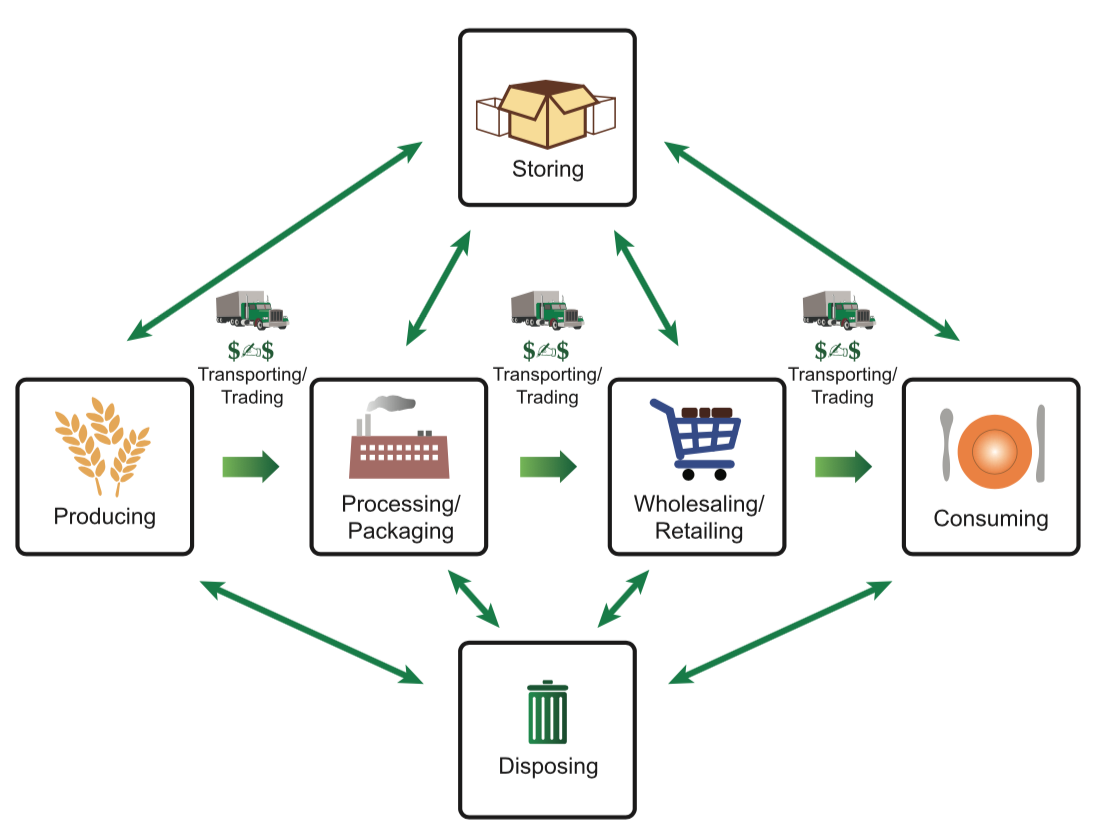 Storing
$✍$
Transporting/
Trading
$✍$
Transporting/
Trading
$✍$
Transporting/
Trading
Producing
Processing/
Packaging
Wholesaling/
Retailing
Consuming
Disposing